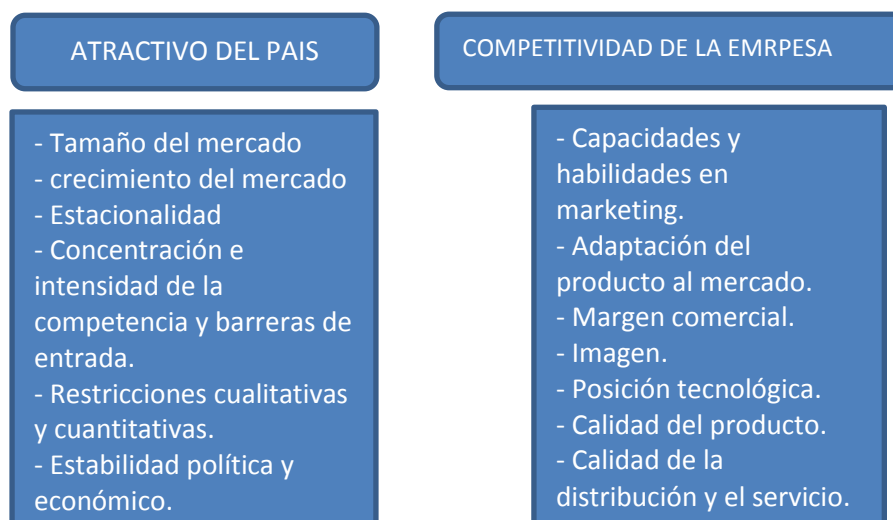 ATRACTIVO DEL PAIS
- Tamaño del mercado
- crecimiento del mercado
- Estacionalidad
- Concentración e
intensidad de la
competencia y barreras de
entrada.
- Restricciones cualitativas
y cuantitativas.
- Estabilidad política y
económico.
COMPETITIVIDAD DE LA EMRPESA
- Capacidades y
habilidades en
marketing.
- Adaptación del
producto al mercado.
- Margen comercial.
- Imagen.
- Posición tecnológica.
- Calidad del producto.
- Calidad de la
distribución y el servicio.